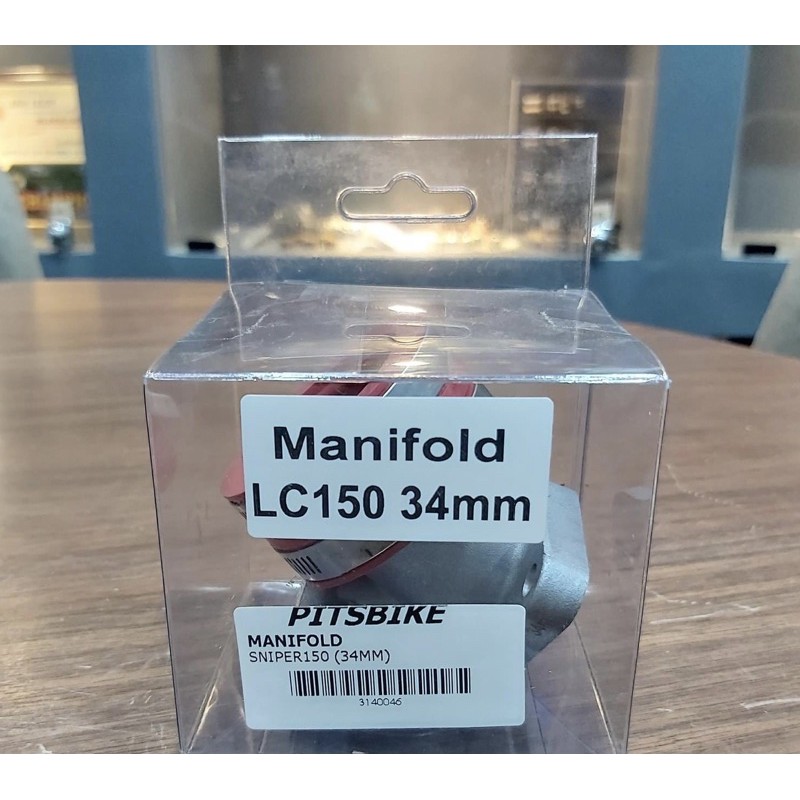 Manifold
LC150 34mm
PITSBIKE
MANIFOLD
SNIPER150 (34MM)
3140046